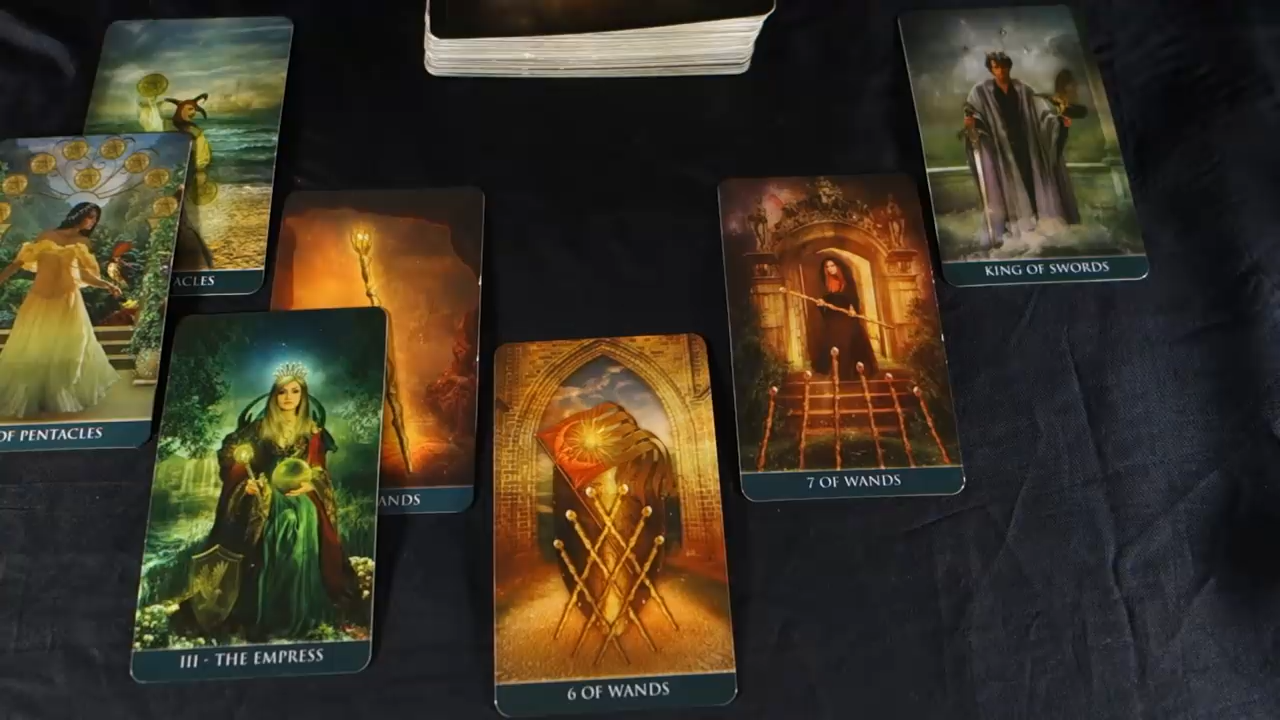 ACLES
KING OF SWORDS
OF PENTACLES
ANDS
7 OF WANDS
III · THE EMPRESS
6 OF WANDS